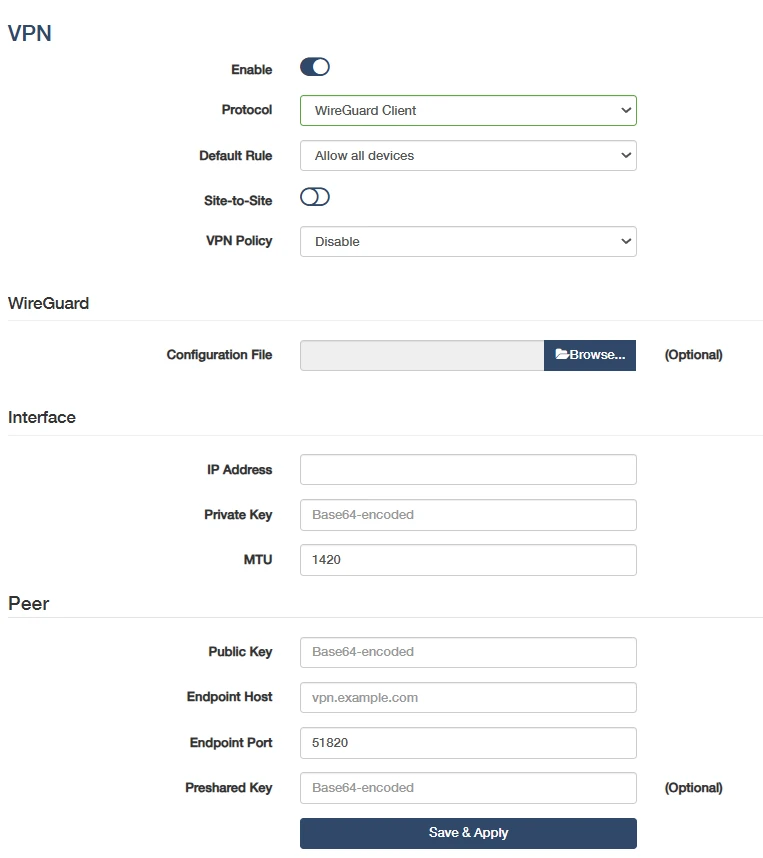 VPN
Enable
Protocol WireGuard Client
Default Rule Allow all devices
Site-to-Site
VPN Policy Disable
WireGuard
Configuration File Browse... (Optional)
Interface
IP Address
Private Key Base64-encoded
MTU 1420
Peer
Public Key Base64-encoded
Endpoint Host vpn.example.com
Endpoint Port 51820
Preshared Key Base64-encoded (Optional)
Save & Apply